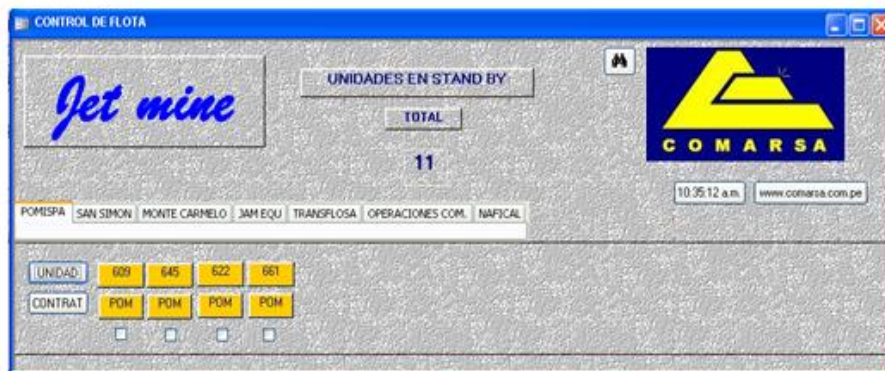 CONTROL DE FLOTA
Jet mine
UNIDADES EN STAND BY
TOTAL
11
COMARSA
10:35:12 a.m. www.comarsa.com.pe
POMISPA SAN SIMON MONTE CARMELO JAM EQU TRANSFLOSA OPERACIONES COM. NAFICAL
UNIDAD 609 645 622 661
CONTRAT POM POM POM POM